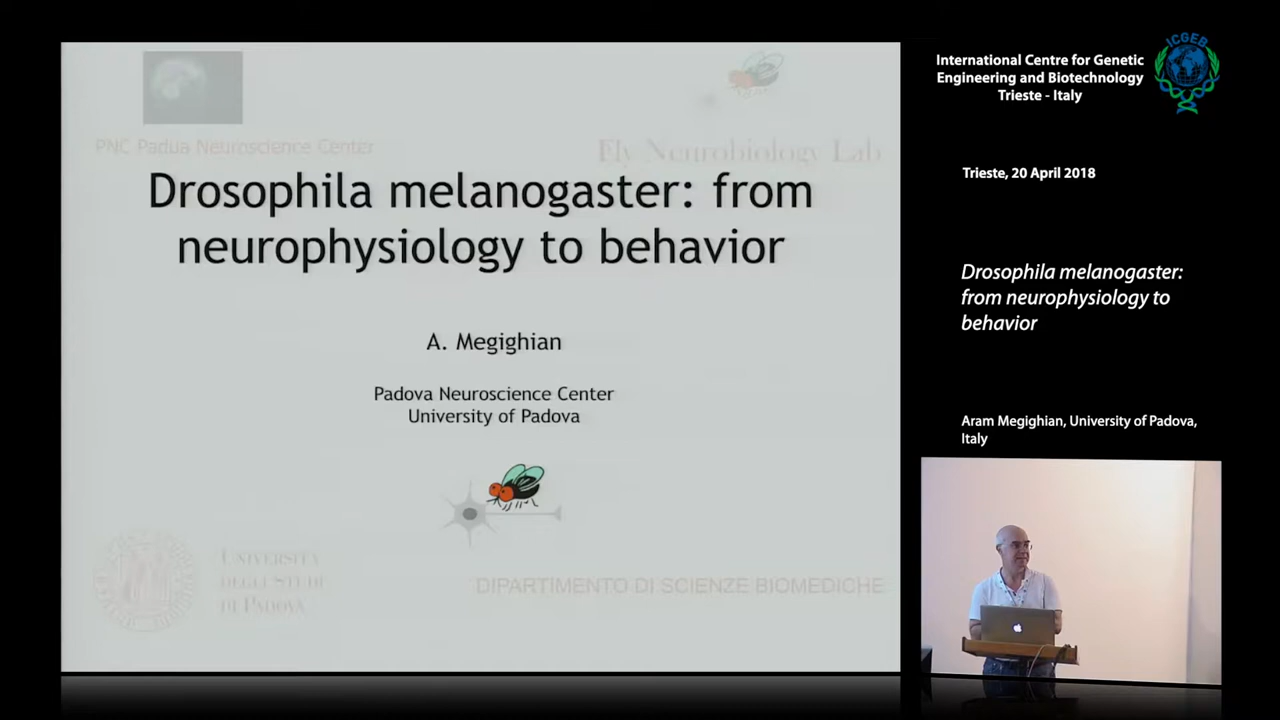 PNC Padua Neuroscience Center
Fly Neurobiology Lab
Drosophila melanogaster: from
neurophysiology to behavior
A. Megighian
Padova Neuroscience Center
University of Padova
UNIVERSITÀ
DEGLI STUDI
DI PADOVA
DIPARTIMENTO DI SCIENZE BIOMEDICHE
International Centre for Genetic
Engineering and Biotechnology
Trieste - Italy
ICGEB
Trieste, 20 April 2018
Drosophila melanogaster:
from neurophysiology to
behavior
Aram Megighian, University of Padova,
Italy